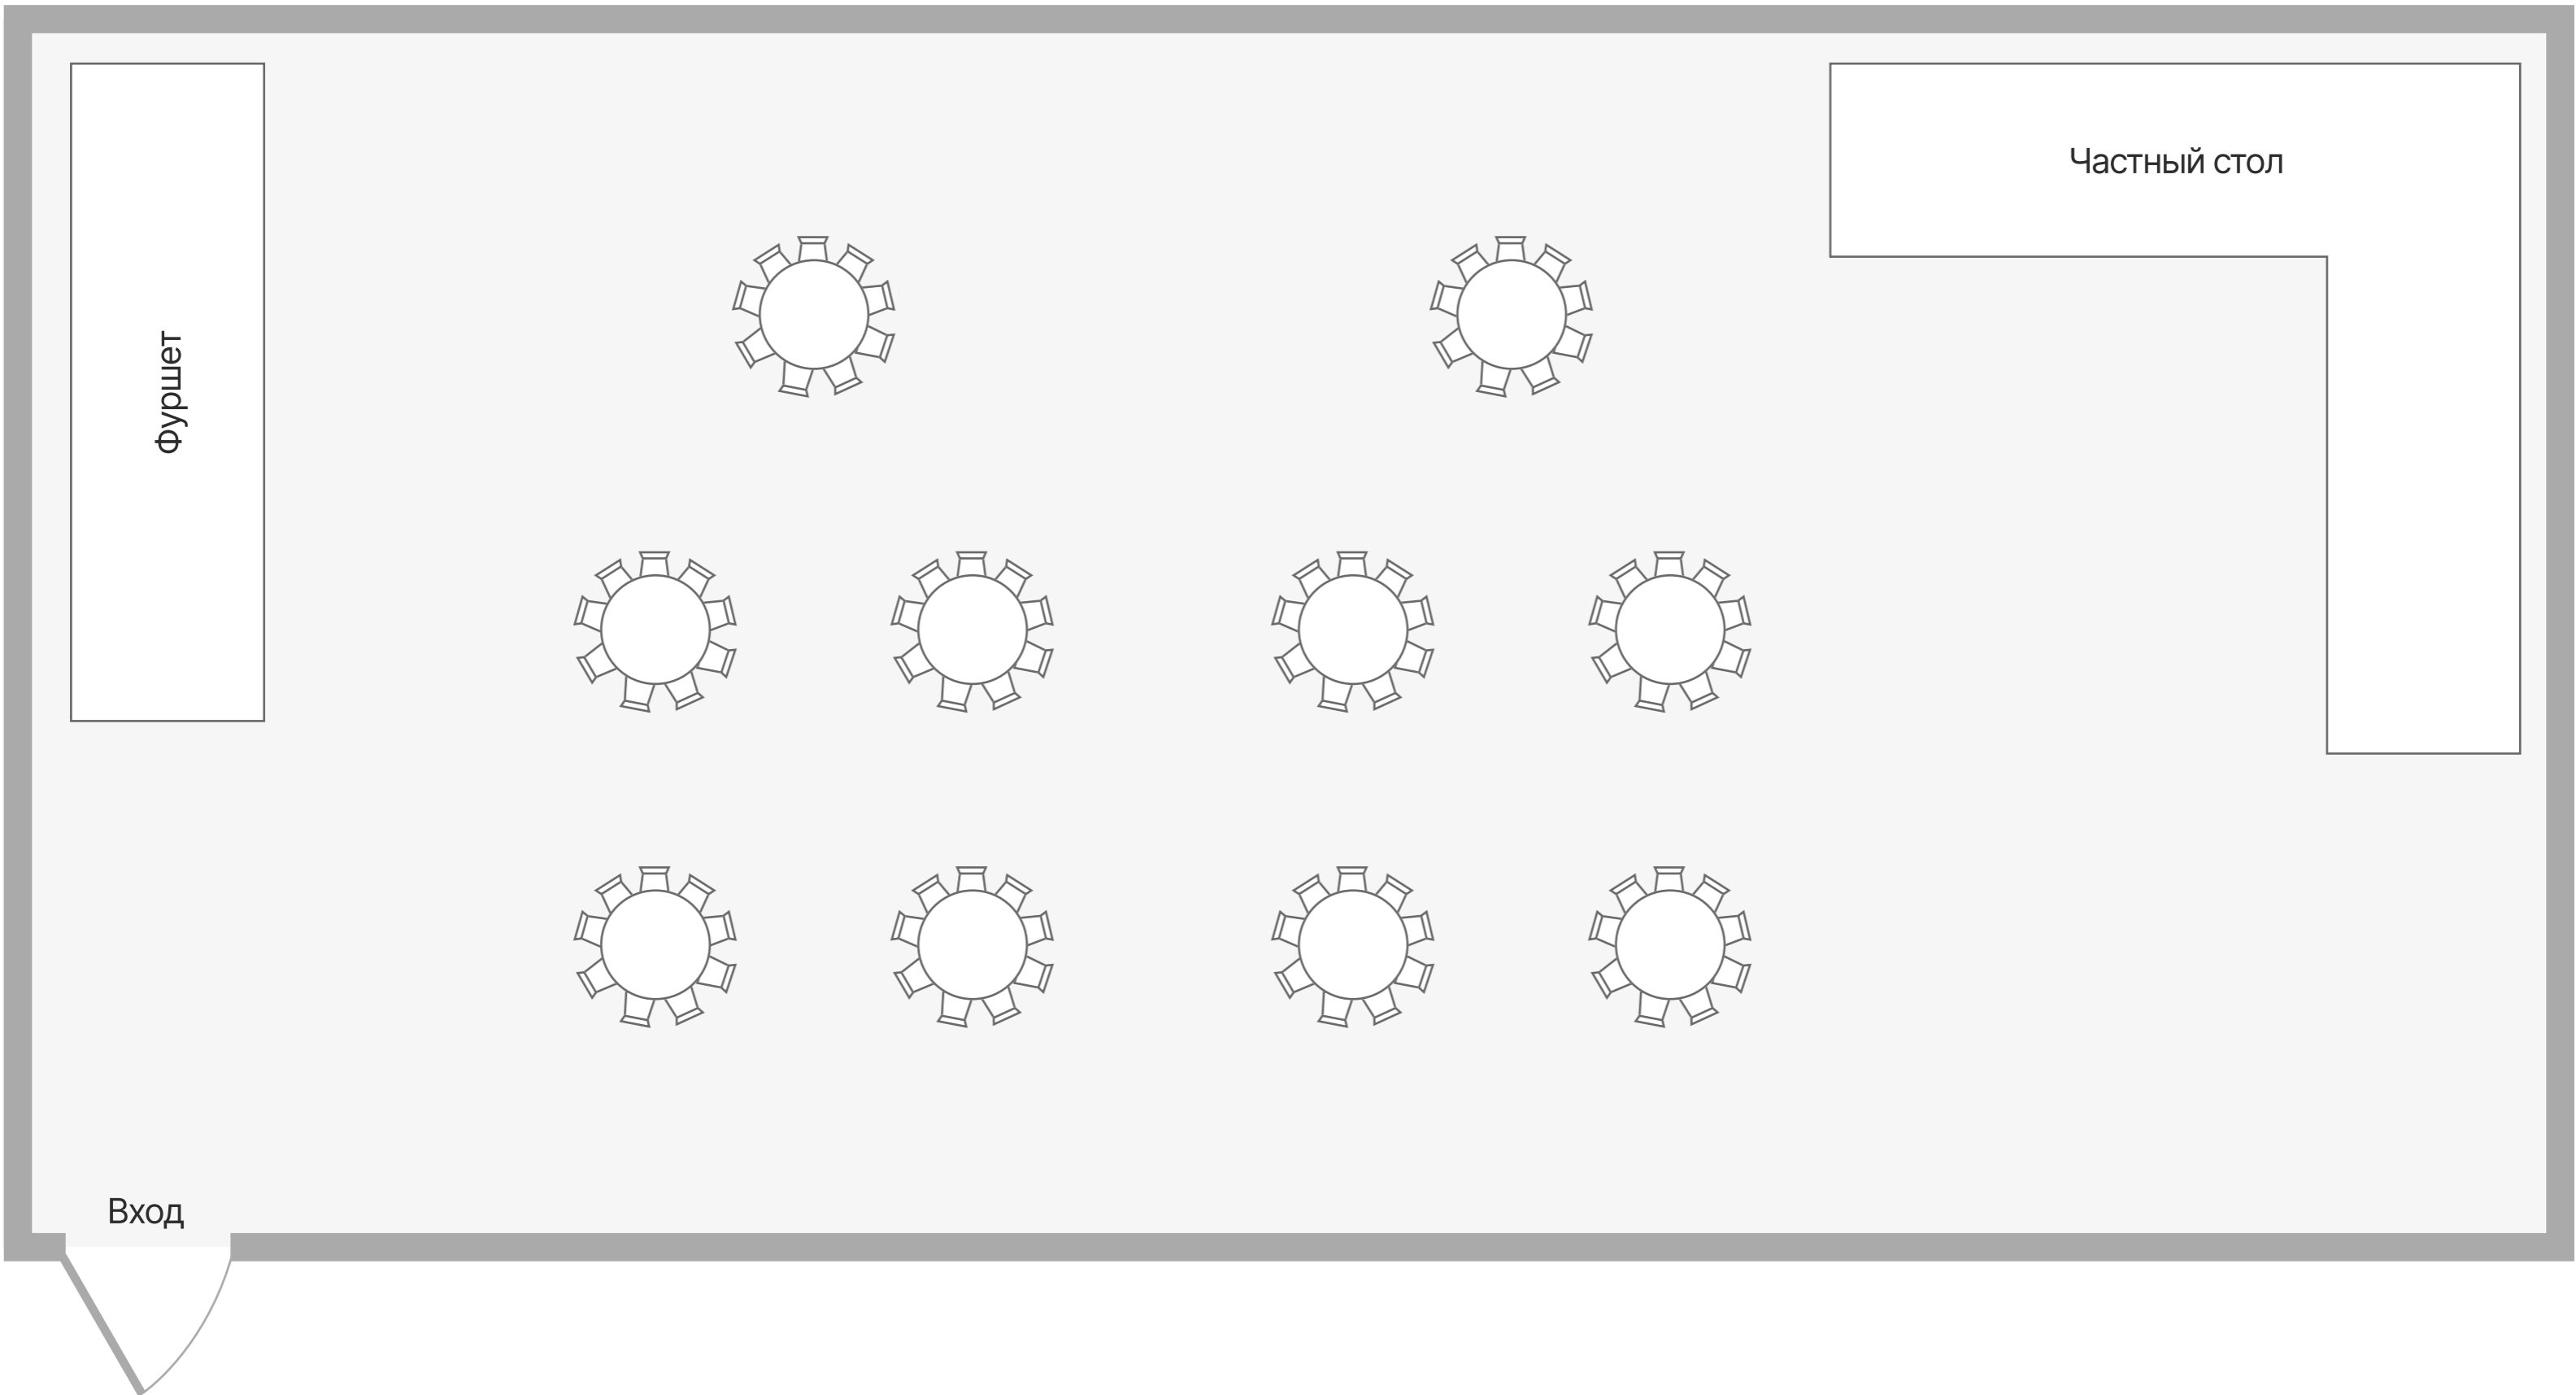 Частный стол
Фуршет
Вход